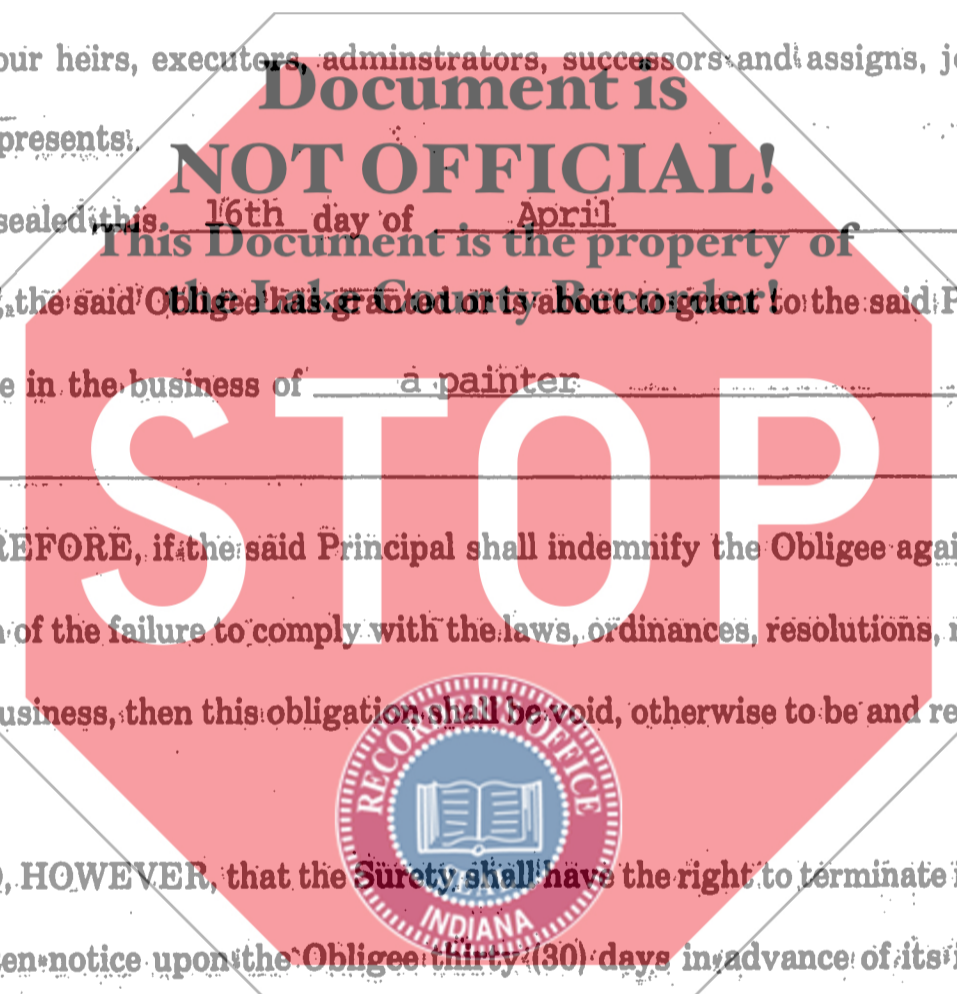 our heirs, executors, adminstrators, successors and assigns, jo
Document is
presents.
NOT OFFICIAL!
sealed this 16th day of April
This Document is the property of
the said Obligee has granted or is about to grant to the said P
the Lake County Recorder!
e in the business of a painter
STOP
REFORE, if the said Principal shall indemnify the Obligee agai
of the failure to comply with the laws, ordinances, resolutions,
usiness, then this obligation shall be void, otherwise to be and re
RECORDER'S OFFICE
SEAL
INDIANA
, HOWEVER, that the Surety shall have the right to terminate
en notice upon the Obligee thirty (30) days in advance of its